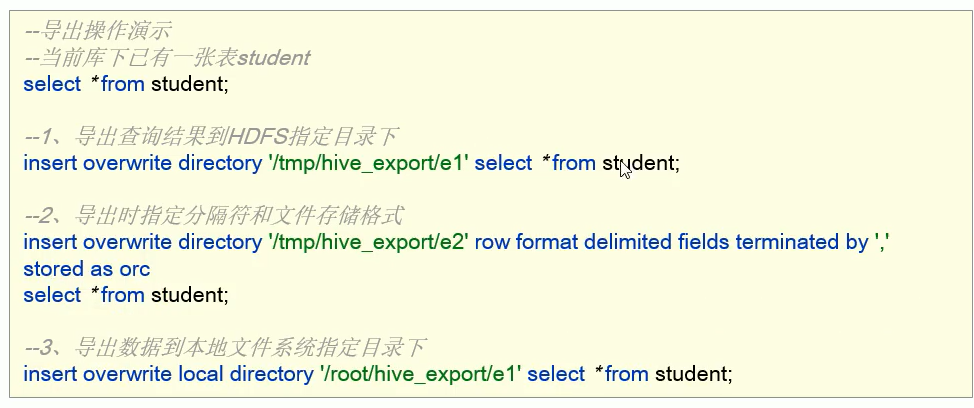 --导出操作演示
--当前库下已有一张表student
select *from student;
--1、导出查询结果到HDFS指定目录下
insert overwrite directory '/tmp/hive_export/e1' select *from student;
--2、导出时指定分隔符和文件存储格式
insert overwrite directory '/tmp/hive_export/e2' row format delimited fields terminated by ','
stored as orc
select *from student;
--3、导出数据到本地文件系统指定目录下
insert overwrite local directory '/root/hive_export/e1' select *from student;